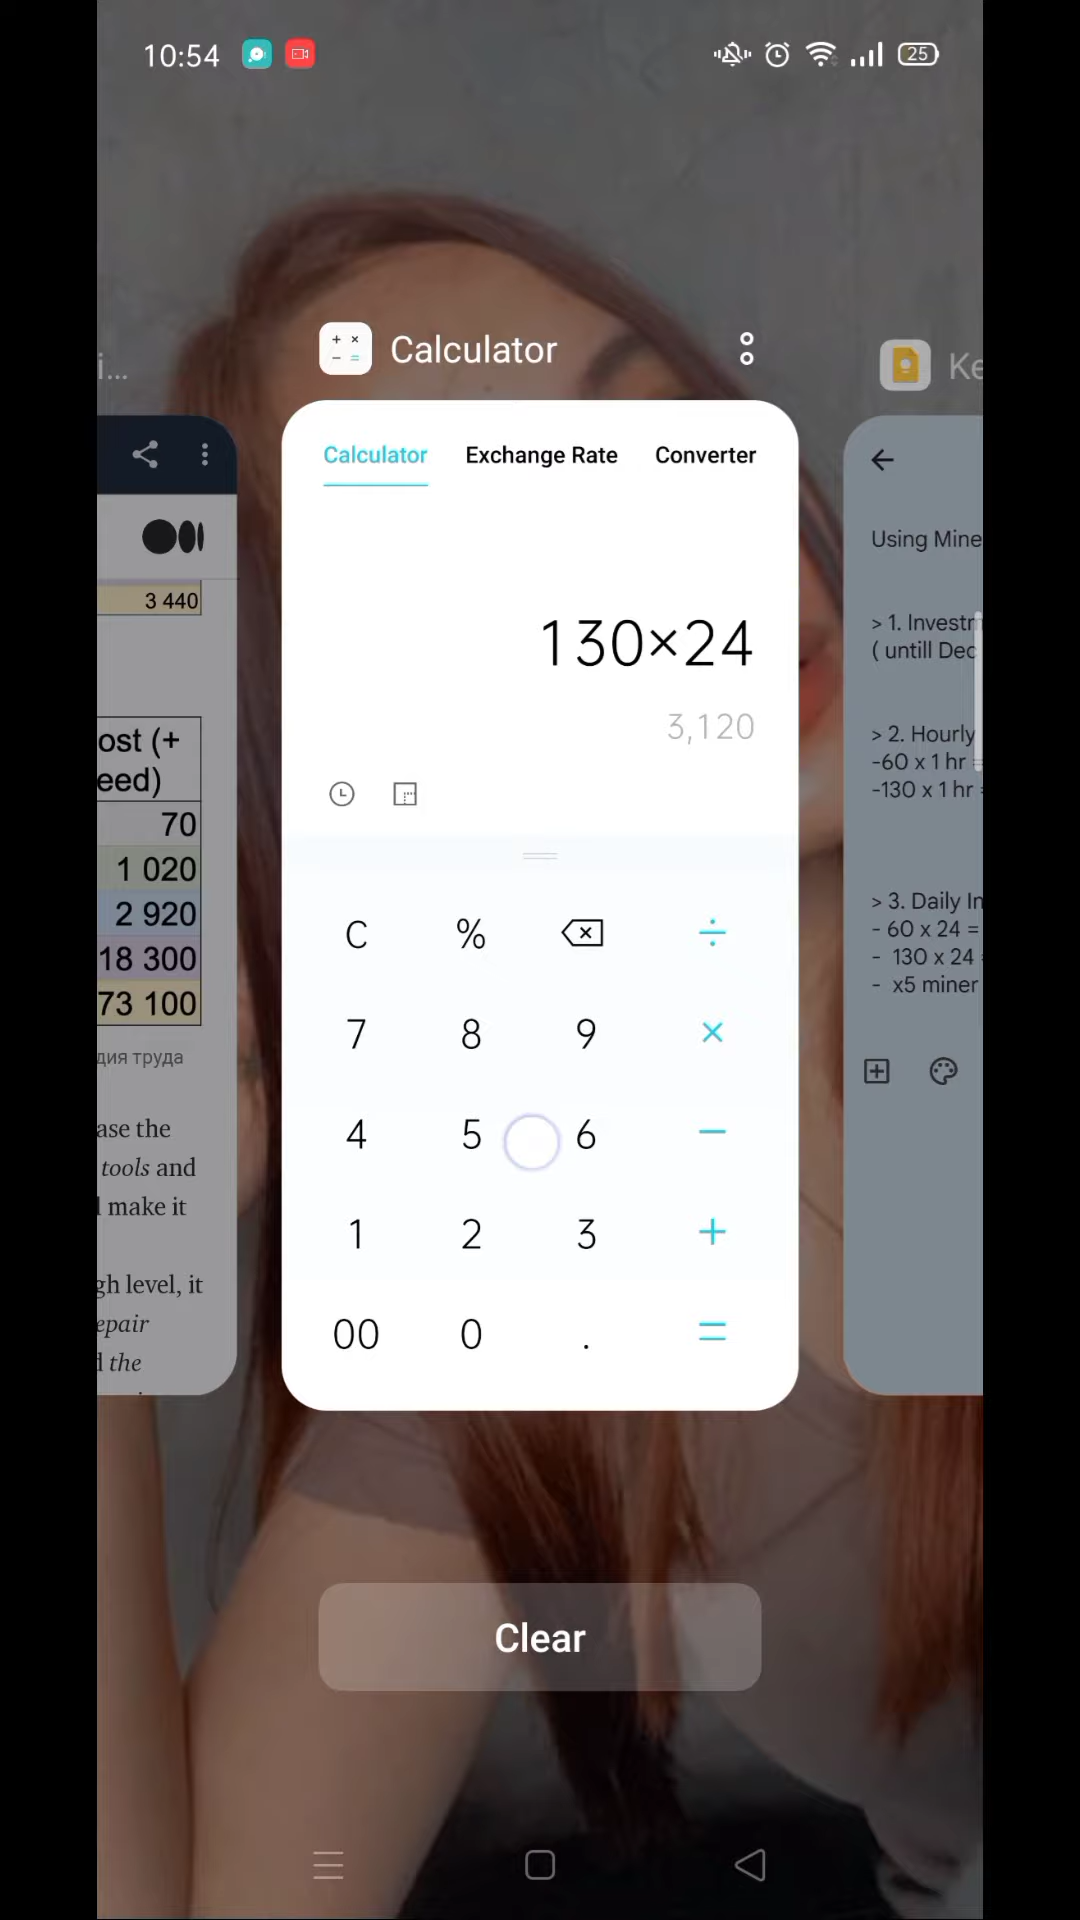 10:54
25
i...
Calculator
Ke
Calculator Exchange Rate Converter
130×24
3,120
C % ÷
7 8 9 ×
4 5 6 −
1 2 3 +
00 0 . =
3 440
ost (+
eed)
70
1 020
2 920
18 300
73 100
дия труда
ase the
tools and
l make it
gh level, it
epair
d the
Using Mine
> 1. Investm
( untill Dec
> 2. Hourly
-60 x 1 hr =
-130 x 1 hr
> 3. Daily In
- 60 x 24 =
- 130 x 24
- x5 miner
Clear